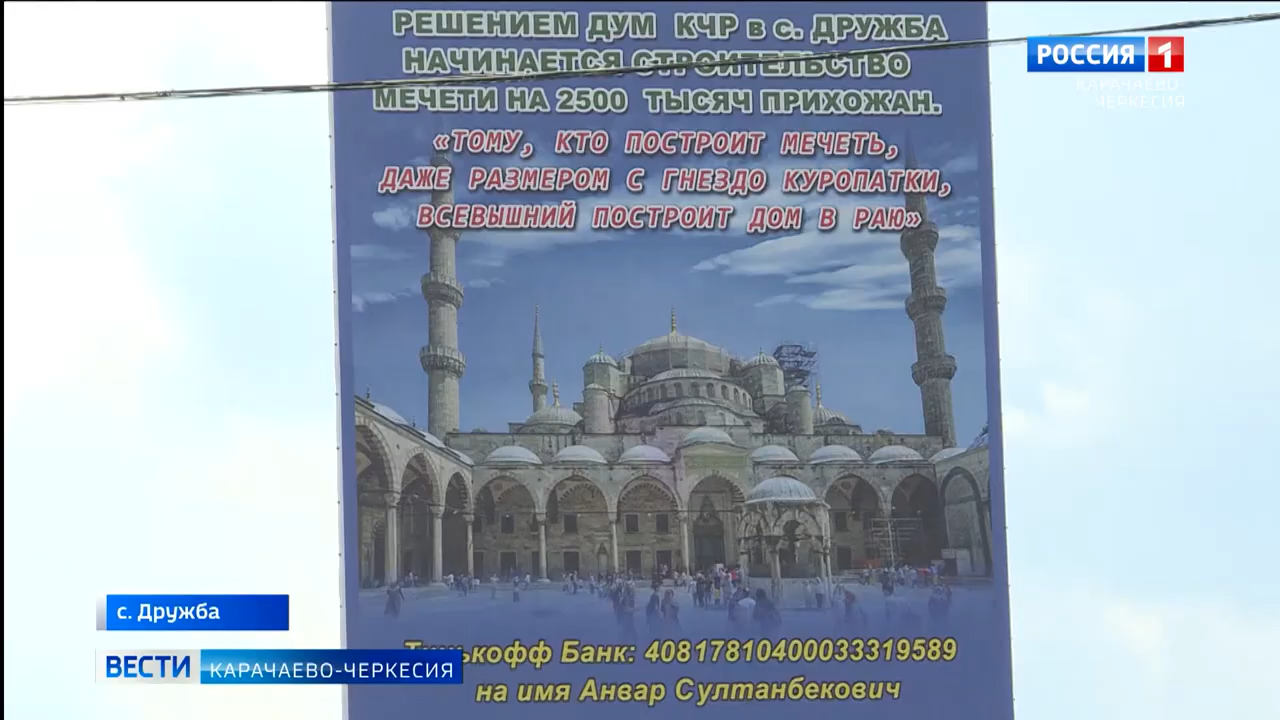 РЕШЕНИЕМ ДУМ КЧР в с. ДРУЖБА
НАЧИНАЕТСЯ СТРОИТЕЛЬСТВО
МЕЧЕТИ НА 2500 ТЫСЯЧ ПРИХОЖАН.
«ТОМУ, КТО ПОСТРОИТ МЕЧЕТЬ,
ДАЖЕ РАЗМЕРОМ С ГНЕЗДО КУРОПАТКИ,
ВСЕВЫШНИЙ ПОСТРОИТ ДОМ В РАЮ»
РОССИЯ 1
КАРАЧАЕВО-
ЧЕРКЕСИЯ
с. Дружба
Тинькофф Банк: 40817810400033319589
на имя Анвар Султанбекович
ВЕСТИ КАРАЧАЕВО-ЧЕРКЕСИЯ